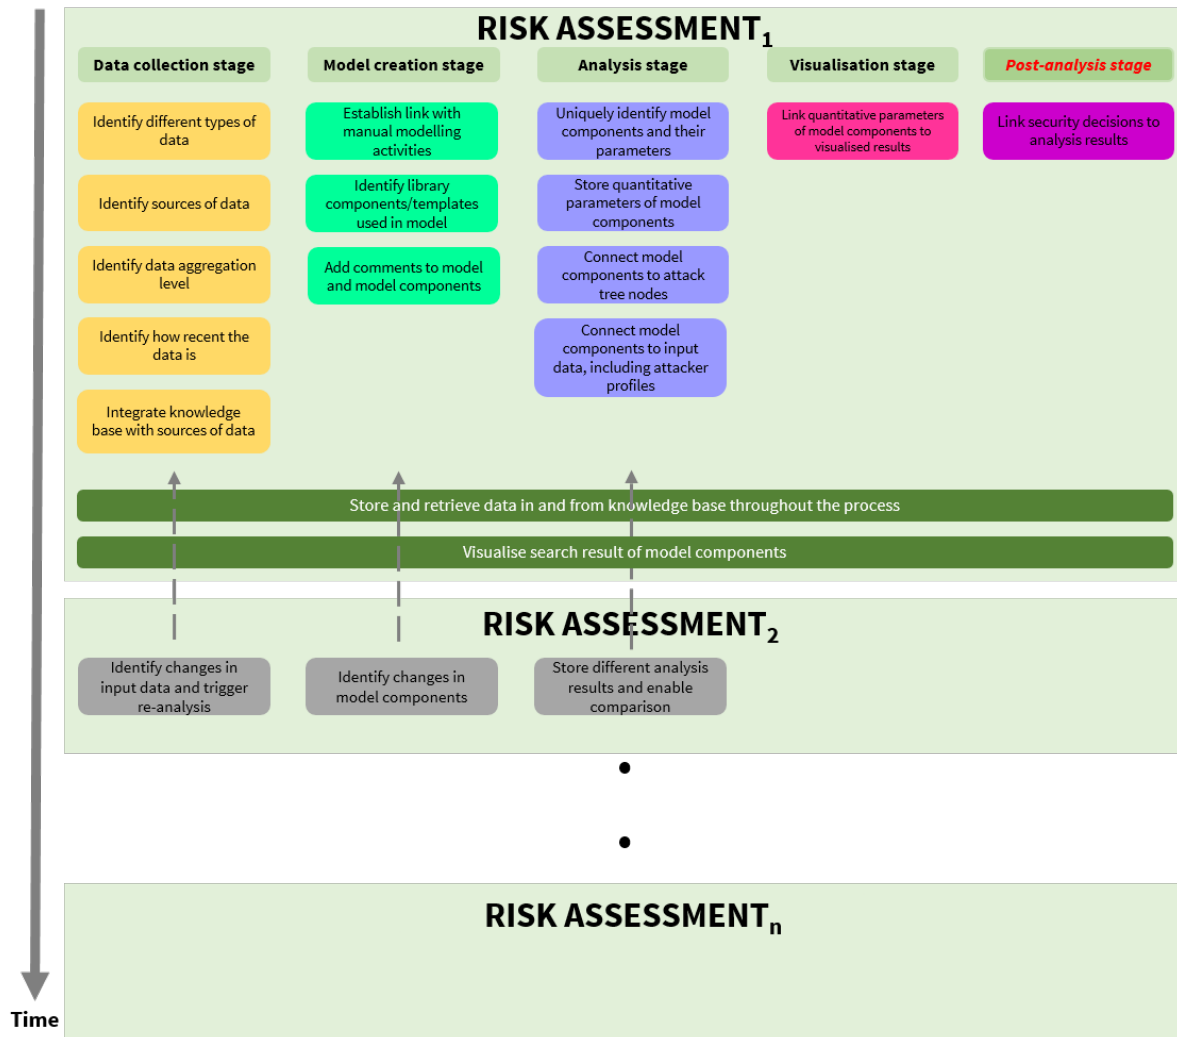 RISK ASSESSMENT1
Data collection stage
Model creation stage
Analysis stage
Visualisation stage
Post-analysis stage
Identify different types of
data
Identify sources of data
Identify data aggregation
level
Identify how recent the
data is
Integrate knowledge
base with sources of data
Establish link with
manual modelling
activities
Identify library
components/templates
used in model
Add comments to model
and model components
Uniquely identify model
components and their
parameters
Store quantitative
parameters of model
components
Connect model
components to attack
tree nodes
Connect model
components to input
data, including attacker
profiles
Link quantitative parameters
of model components to
visualised results
Link security decisions to
analysis results
Store and retrieve data in and from knowledge base throughout the process
Visualise search result of model components
RISK ASSESSMENT2
Identify changes in
input data and trigger
re-analysis
Identify changes in
model components
Store different analysis
results and enable
comparison
RISK ASSESSMENTn
Time